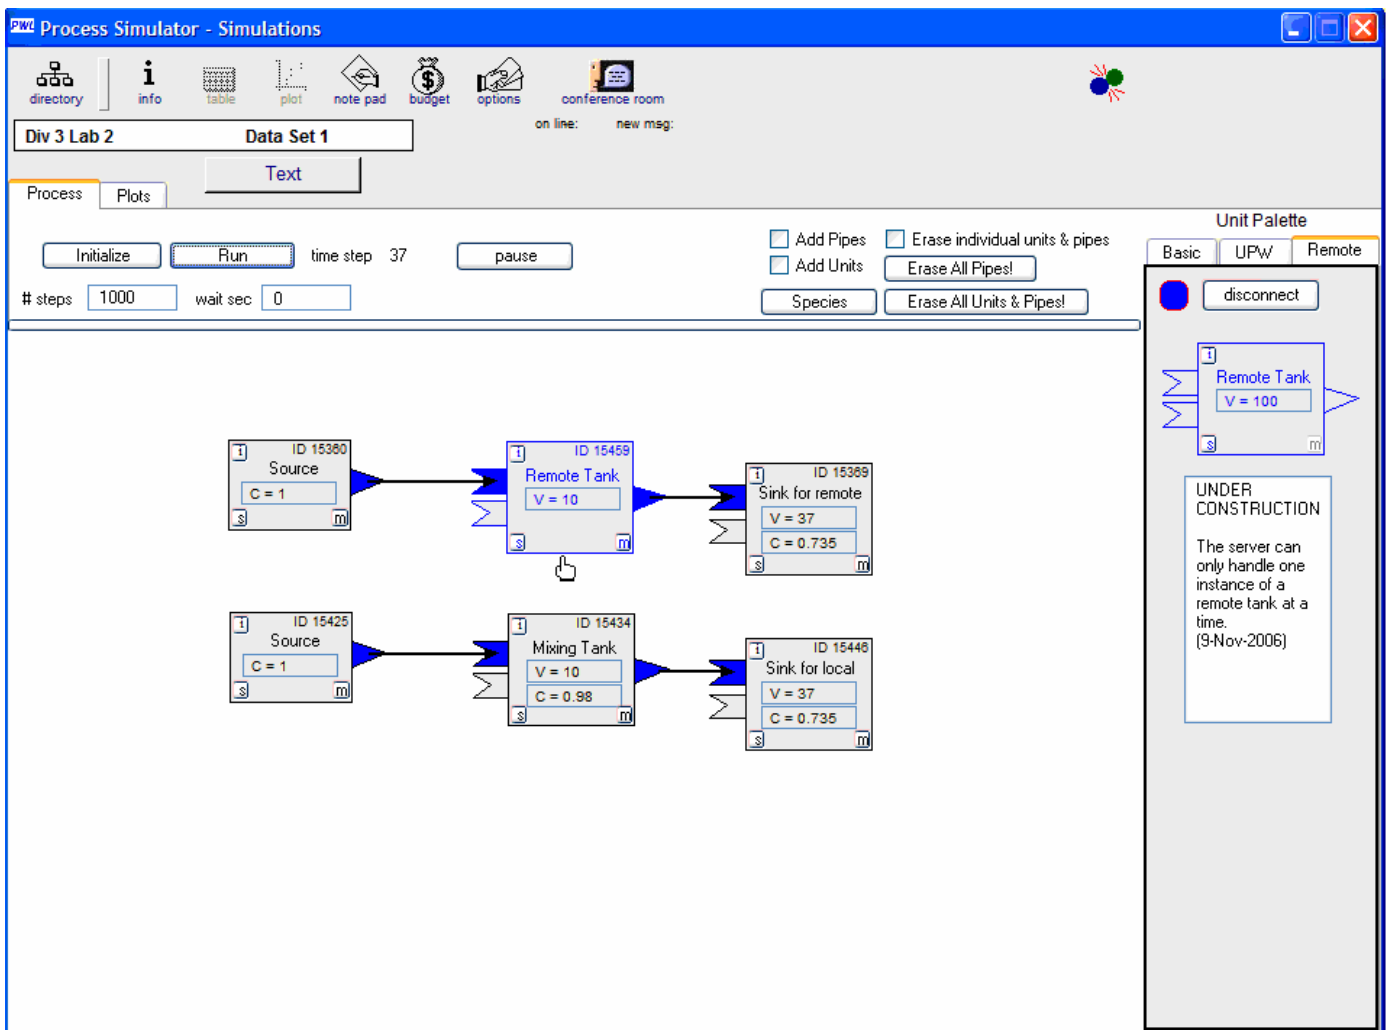 PWL Process Simulator - Simulations
directory i info table plot note pad $ budget options conference room
on line: new msg:
Div 3 Lab 2 Data Set 1
Text
Process Plots
Unit Palette
Basic UPW Remote
Initialize Run time step 37 pause
Add Pipes Erase individual units & pipes
Add Units Erase All Pipes!
# steps 1000 wait sec 0 Species Erase All Units & Pipes!
disconnect
i
Remote Tank
V = 100
s m
UNDER
CONSTRUCTION
The server can
only handle one
instance of a
remote tank at a
time.
(9-Nov-2006)
i ID 15360
Source
C = 1
s m
i ID 15459
Remote Tank
V = 10
s m
i ID 15369
Sink for remote
V = 37
C = 0.735
s m
i ID 15425
Source
C = 1
s m
i ID 15434
Mixing Tank
V = 10
C = 0.98
s m
i ID 15446
Sink for local
V = 37
C = 0.735
s m